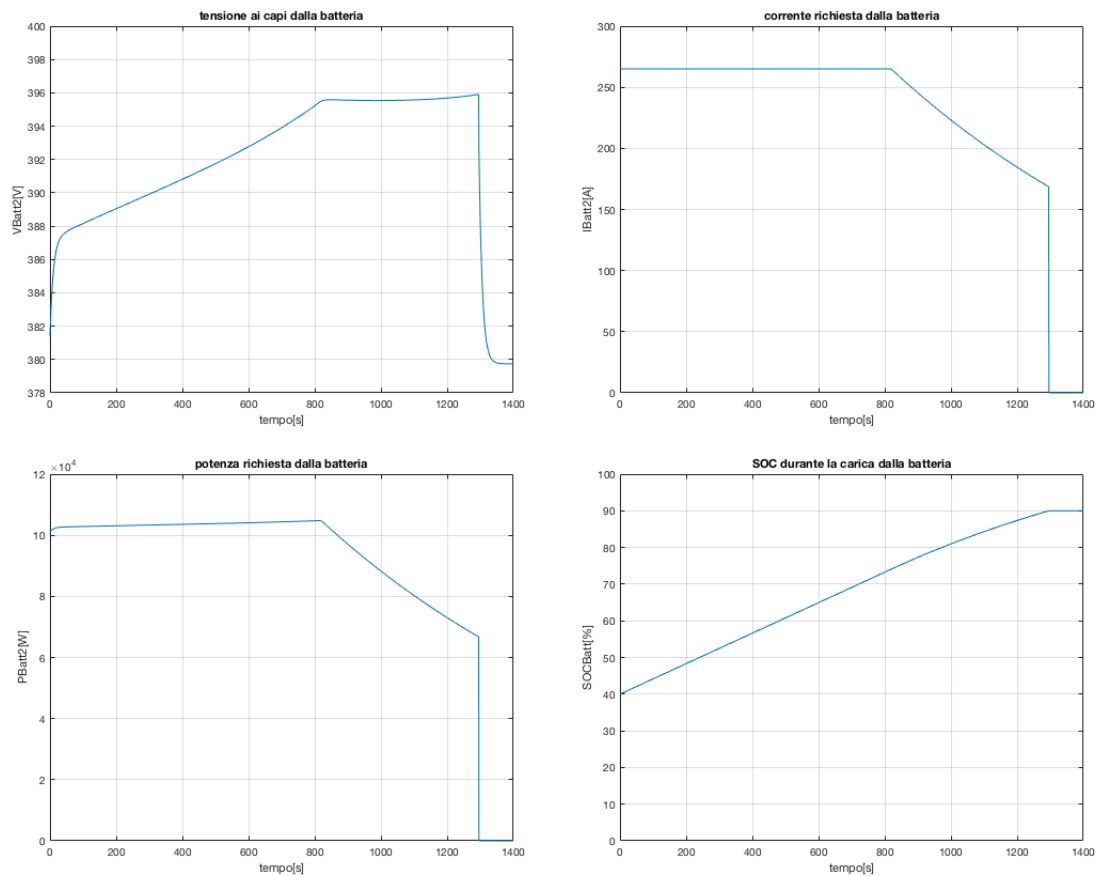 tensione ai capi dalla batteria
400
398
396
394
392
390
388
386
384
382
380
378
VBatt2[V]
0 200 400 600 800 1000 1200 1400
tempo[s]
corrente richiesta dalla batteria
300
250
200
150
100
50
0
IBatt2[A]
0 200 400 600 800 1000 1200 1400
tempo[s]
potenza richiesta dalla batteria
×10⁴
12
10
8
6
4
2
0
PBatt2[W]
0 200 400 600 800 1000 1200 1400
tempo[s]
SOC durante la carica dalla batteria
100
90
80
70
60
50
40
30
20
10
0
SOCBatt[%]
0 200 400 600 800 1000 1200 1400
tempo[s]